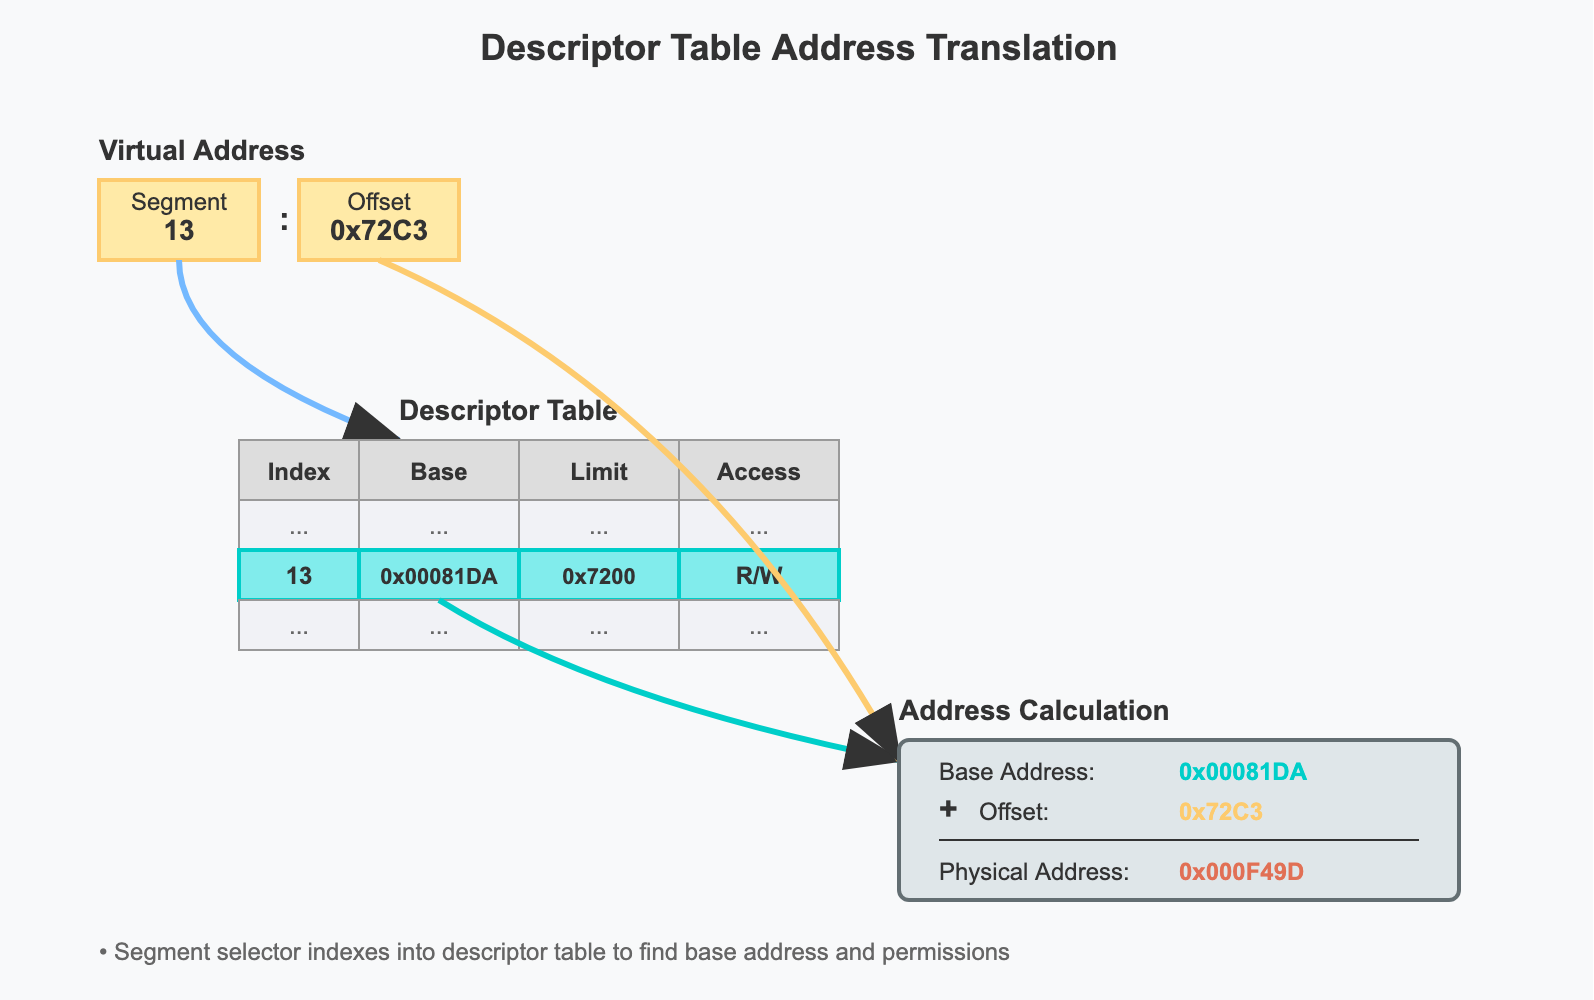 Descriptor Table Address Translation
Virtual Address
Segment
13
:
Offset
0x72C3
Descriptor Table
Index Base Limit Access
... ... ... ...
13 0x00081DA 0x7200 R/W
... ... ... ...
Address Calculation
Base Address: 0x00081DA
+ Offset: 0x72C3
Physical Address: 0x000F49D
• Segment selector indexes into descriptor table to find base address and permissions